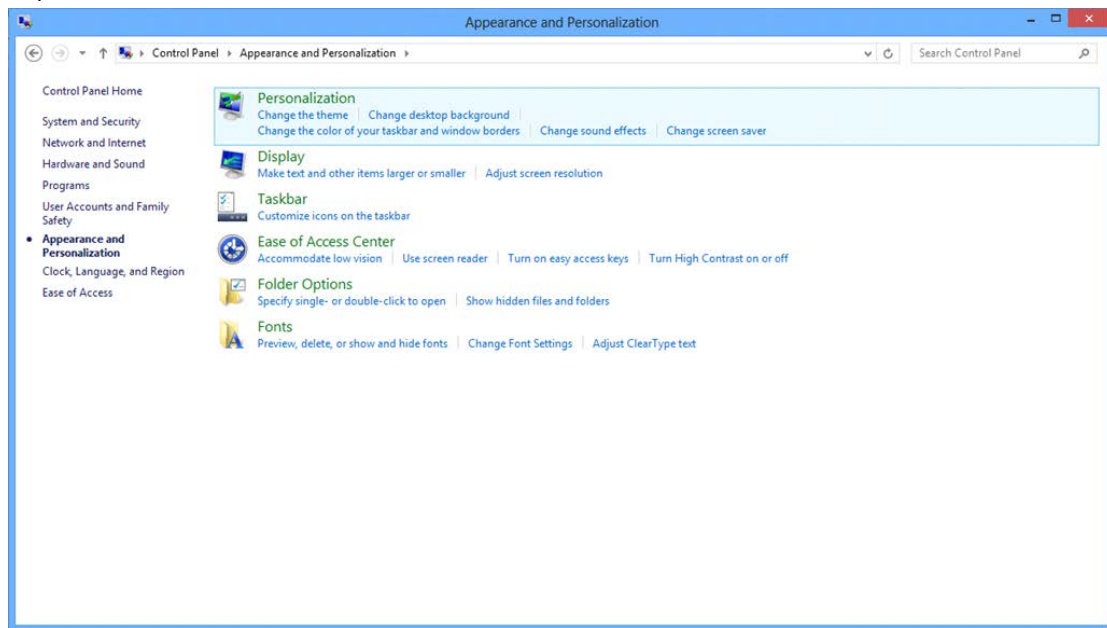 Appearance and Personalization
Control Panel Appearance and Personalization
Search Control Panel
Control Panel Home
System and Security
Network and Internet
Hardware and Sound
Programs
User Accounts and Family
Safety
Appearance and
Personalization
Clock, Language, and Region
Ease of Access
Personalization
Change the theme Change desktop background
Change the color of your taskbar and window borders Change sound effects Change screen saver
Display
Make text and other items larger or smaller Adjust screen resolution
Taskbar
Customize icons on the taskbar
Ease of Access Center
Accommodate low vision Use screen reader Turn on easy access keys Turn High Contrast on or off
Folder Options
Specify single- or double-click to open Show hidden files and folders
Fonts
Preview, delete, or show and hide fonts Change Font Settings Adjust ClearType text